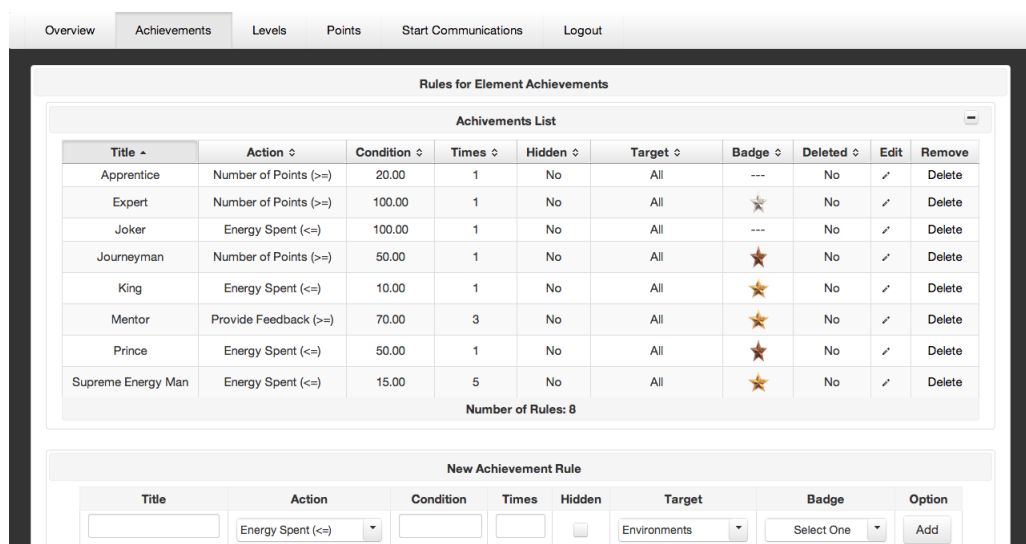 Overview Achievements Levels Points Start Communications Logout
Rules for Element Achievements
Achivements List
Title Action Condition Times Hidden Target Badge Deleted Edit Remove
Apprentice Number of Points (>=) 20.00 1 No All --- No Delete
Expert Number of Points (>=) 100.00 1 No All No Delete
Joker Energy Spent (<=) 100.00 1 No All --- No Delete
Journeyman Number of Points (>=) 50.00 1 No All No Delete
King Energy Spent (<=) 10.00 1 No All No Delete
Mentor Provide Feedback (>=) 70.00 3 No All No Delete
Prince Energy Spent (<=) 50.00 1 No All No Delete
Supreme Energy Man Energy Spent (<=) 15.00 5 No All No Delete
Number of Rules: 8
New Achievement Rule
Title Action Condition Times Hidden Target Badge Option
Energy Spent (<=) Environments Select One Add